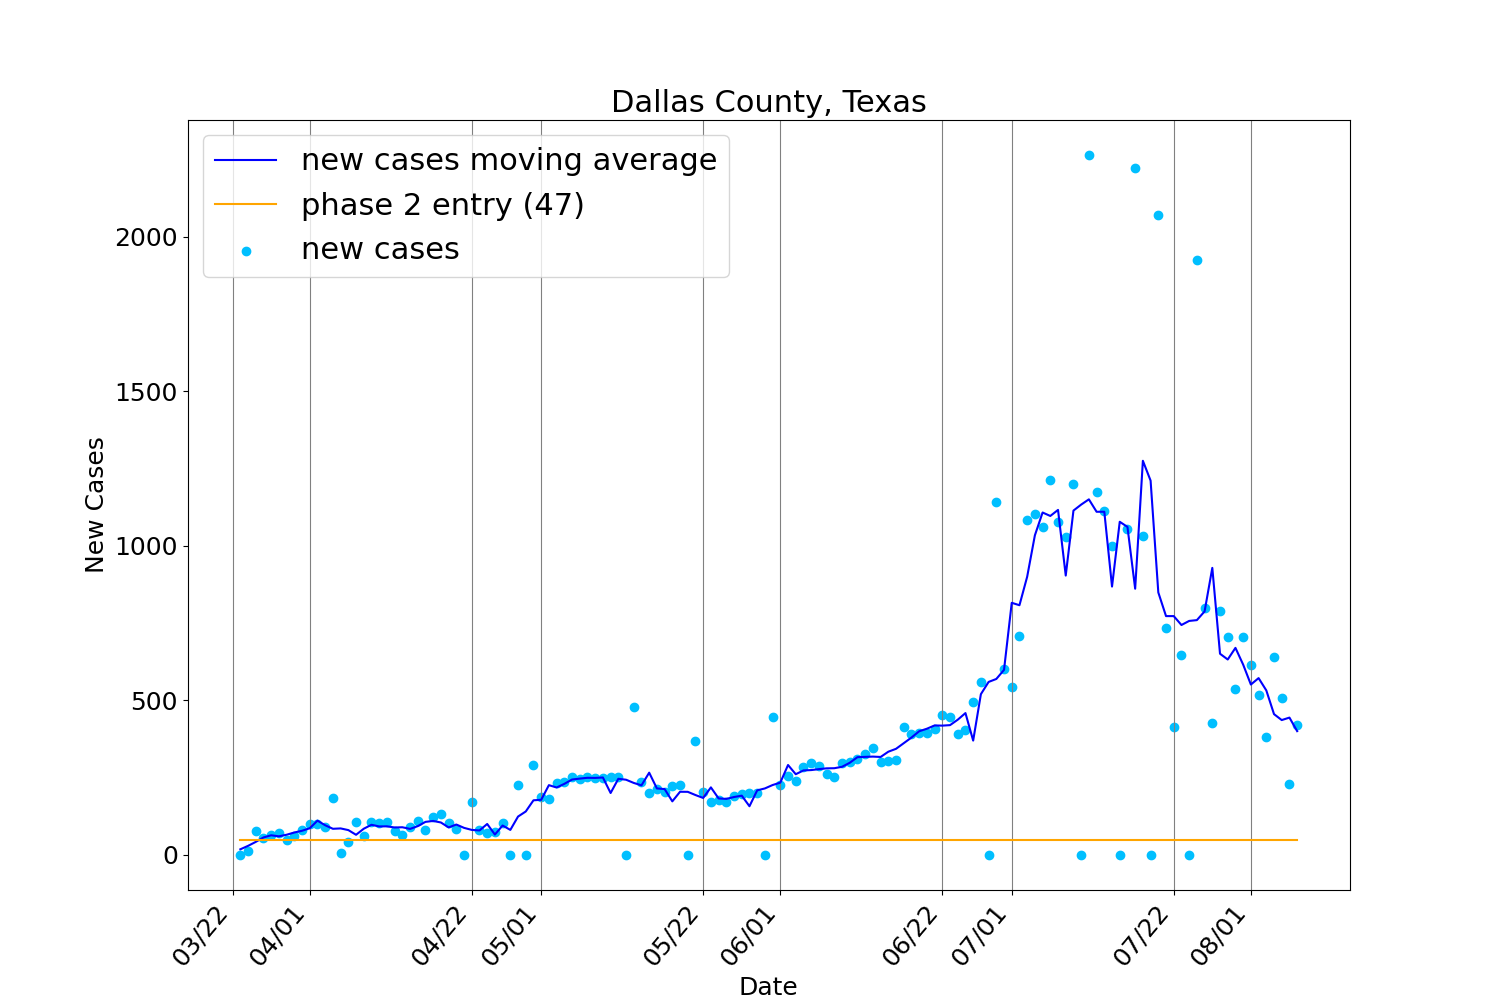 Dallas County, Texas
new cases moving average
phase 2 entry (47)
new cases
New Cases
2000
1500
1000
500
0
03/22
04/01
04/22
05/01
05/22
06/01
06/22
07/01
07/22
08/01
Date